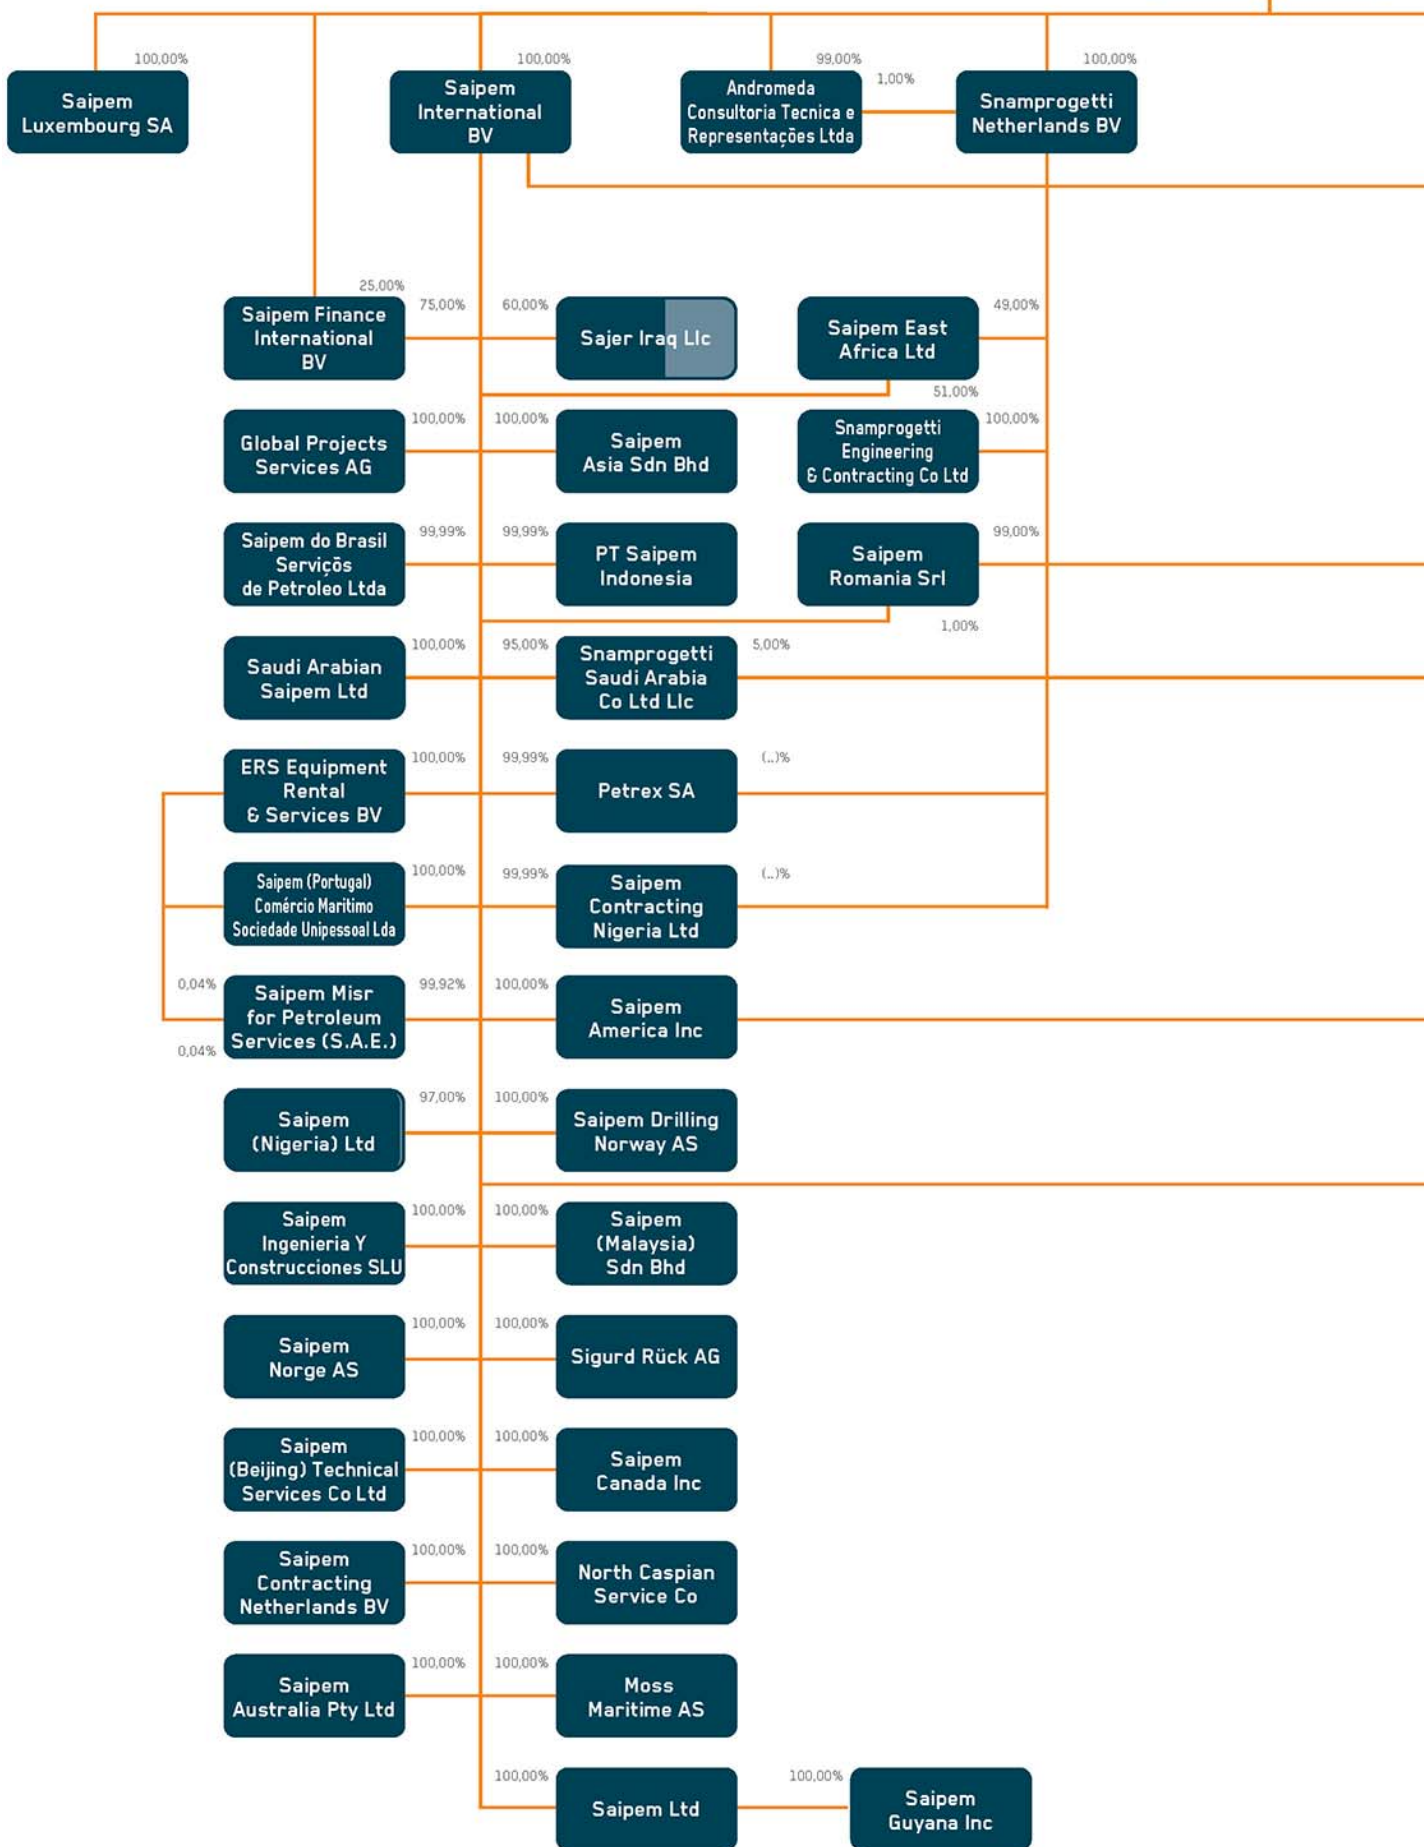 100,00%
Saipem
Luxembourg SA
100,00%
Saipem
International
BV
99,00%
Andromeda
Consultoria Tecnica e
Representações Ltda
1,00%
100,00%
Snamprogetti
Netherlands BV
25,00%
Saipem Finance
International
BV
75,00%
60,00%
Sajer Iraq Llc
Saipem East
Africa Ltd
49,00%
51,00%
Global Projects
Services AG
100,00%
100,00%
Saipem
Asia Sdn Bhd
Snamprogetti
Engineering
& Contracting Co Ltd
100,00%
Saipem do Brasil
Serviçõs
de Petroleo Ltda
99,99%
99,99%
PT Saipem
Indonesia
Saipem
Romania Srl
99,00%
1,00%
Saudi Arabian
Saipem Ltd
100,00%
95,00%
Snamprogetti
Saudi Arabia
Co Ltd Llc
5,00%
ERS Equipment
Rental
& Services BV
100,00%
99,99%
Petrex SA
(..)%
Saipem (Portugal)
Comércio Maritimo
Sociedade Unipessoal Lda
100,00%
99,99%
Saipem
Contracting
Nigeria Ltd
(..)%
0,04%
0,04%
Saipem Misr
for Petroleum
Services (S.A.E.)
99,92%
100,00%
Saipem
America Inc
Saipem
(Nigeria) Ltd
97,00%
100,00%
Saipem Drilling
Norway AS
Saipem
Ingenieria Y
Construcciones SLU
100,00%
100,00%
Saipem
(Malaysia)
Sdn Bhd
Saipem
Norge AS
100,00%
100,00%
Sigurd Rück AG
Saipem
(Beijing) Technical
Services Co Ltd
100,00%
100,00%
Saipem
Canada Inc
Saipem
Contracting
Netherlands BV
100,00%
100,00%
North Caspian
Service Co
Saipem
Australia Pty Ltd
100,00%
100,00%
Moss
Maritime AS
100,00%
Saipem Ltd
100,00%
Saipem
Guyana Inc